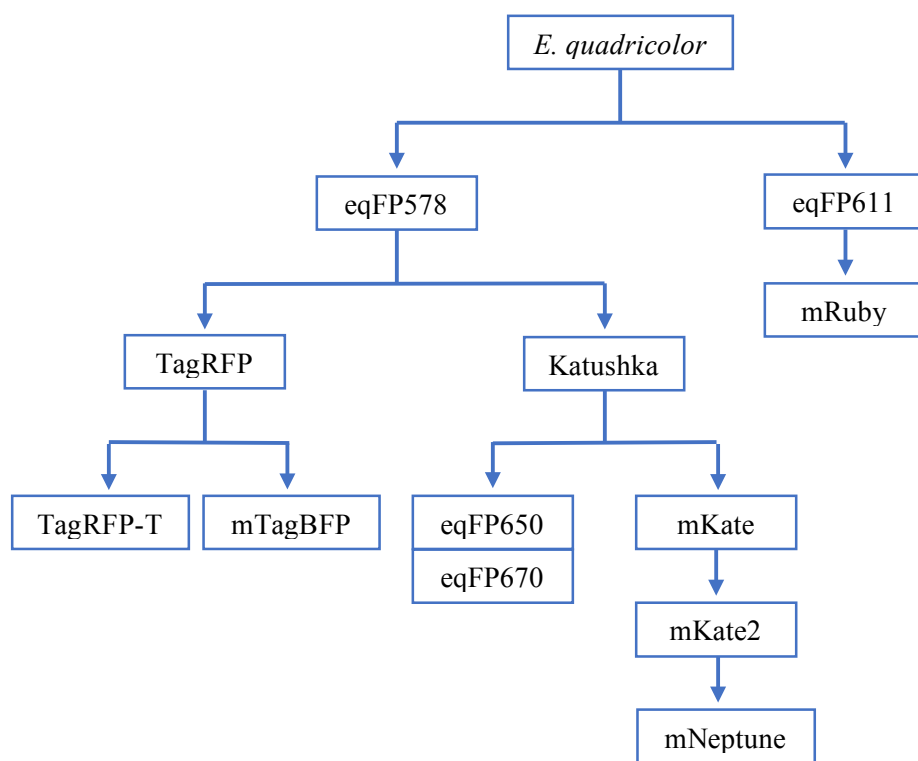 E. quadricolor
eqFP578
eqFP611
mRuby
TagRFP
Katushka
TagRFP-T
mTagBFP
eqFP650
mKate
eqFP670
mKate2
mNeptune